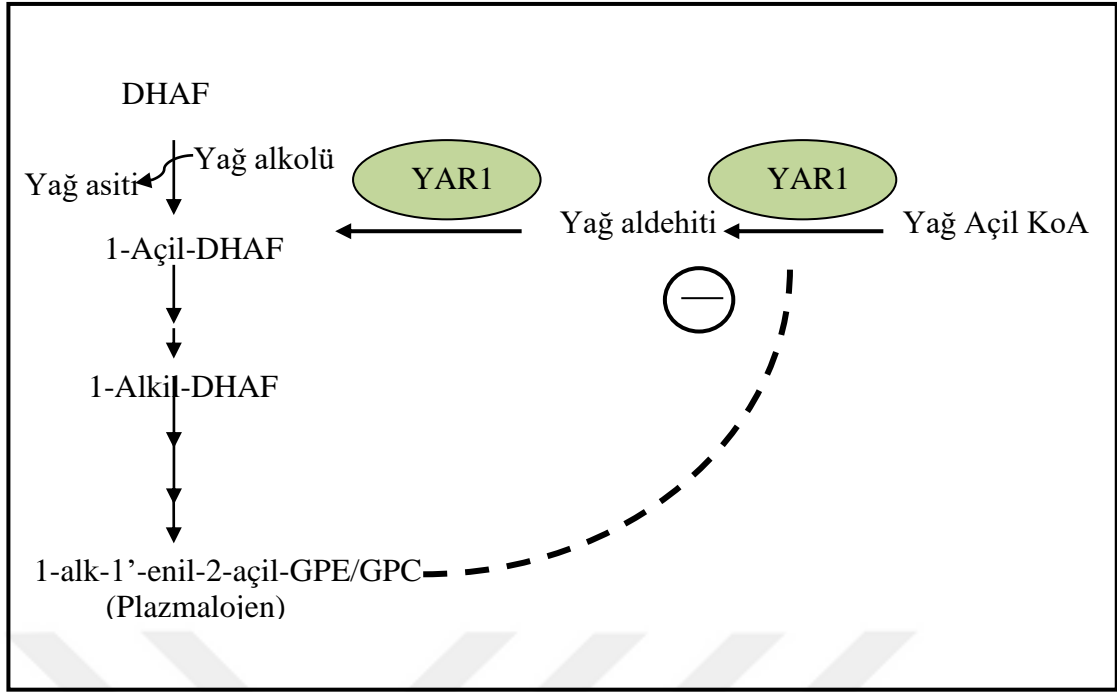 DHAF
Yağ alkolü
Yağ asiti
YAR1
YAR1
Yağ aldehiti
Yağ Açil KoA
1-Açil-DHAF
1-Alkil-DHAF
1-alk-1’-enil-2-açil-GPE/GPC
(Plazmalojen)